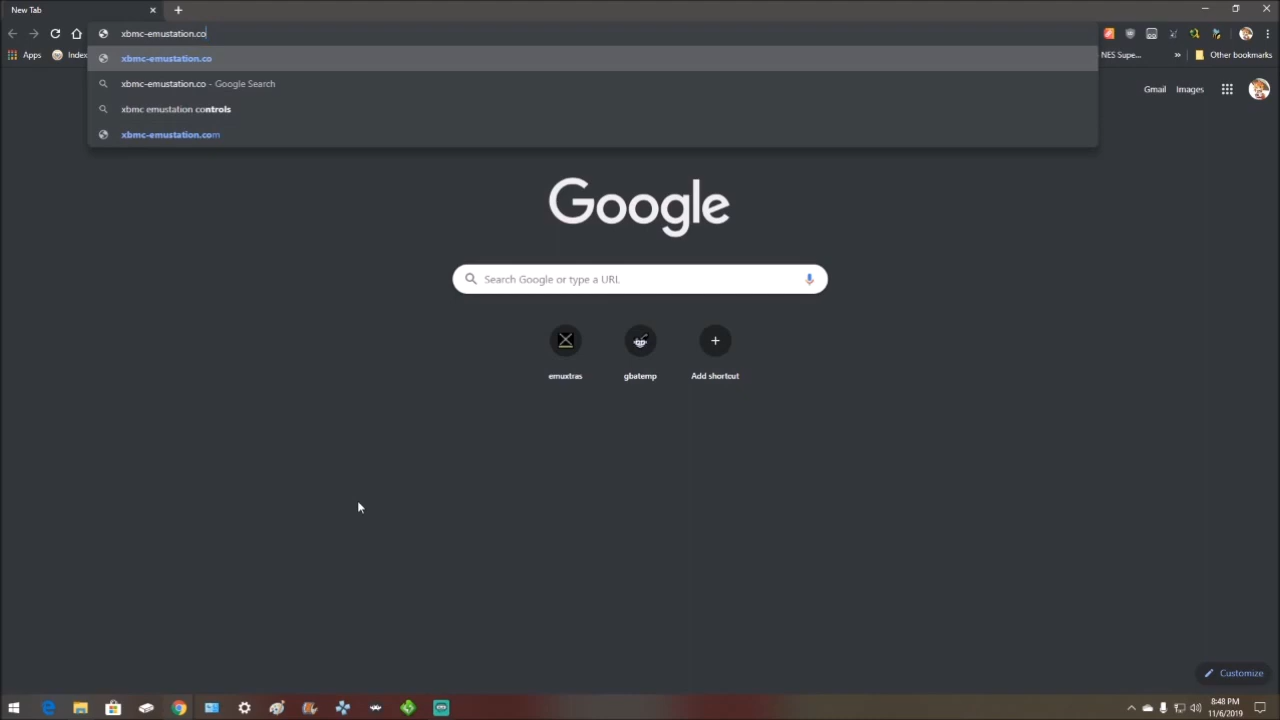 New Tab
xbmc-emustation.co
Apps
Index
NES Supe...
»
Other bookmarks
xbmc-emustation.co
xbmc-emustation.co - Google Search
xbmc emustation controls
xbmc-emustation.com
Gmail
Images
Google
Search Google or type a URL
emuxtras
gbatemp
Add shortcut
Customize
8:48 PM
11/6/2019